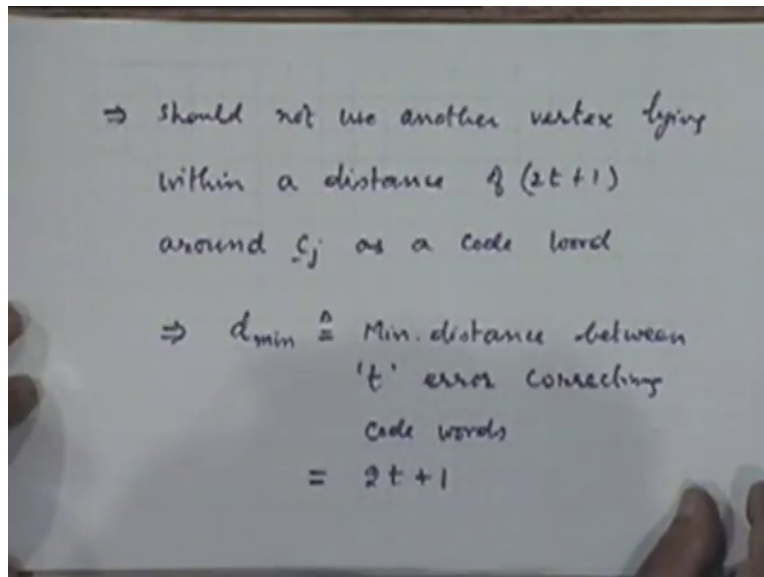 ⇒ should not use another vertex lying
within a distance of (2t+1)
around c̲j as a code word
⇒ dmin ≜ Min. distance between
't' error correcting
code words
= 2t+1